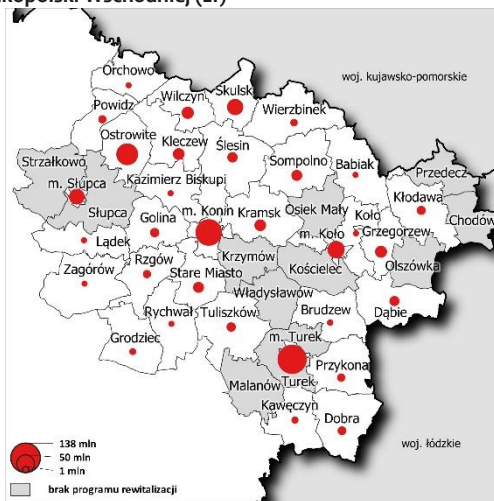 Wielkopolski Wschodniej (ZI)
Orchowo
woj. kujawsko-pomorskie
Wilczyn
Skulsk
Powidz
Wierzbinek
Ostrowite
Kleczew
Ślesin
Strzałkowo
Sompolno
Babiak
Przedecz
m. Słupca
Kazimierz Biskupi
Kłodawa
Słupca
Golina
m. Konin
Kramsk
Osiek Mały
Koło
Chodów
Lądek
m. Koło
Grzegorzew
Rzgów
Krzymów
Kościelec
Olszówka
Zagórów
Stare Miasto
Władysławów
Rychwał
Tuliszków
Brudzew
Dąbie
Grodziec
m. Turek
Przykona
Malanów
Turek
Kawęczyn
Dobra
woj. łódzkie
138 mln
50 mln
1 mln
brak programu rewitalizacji